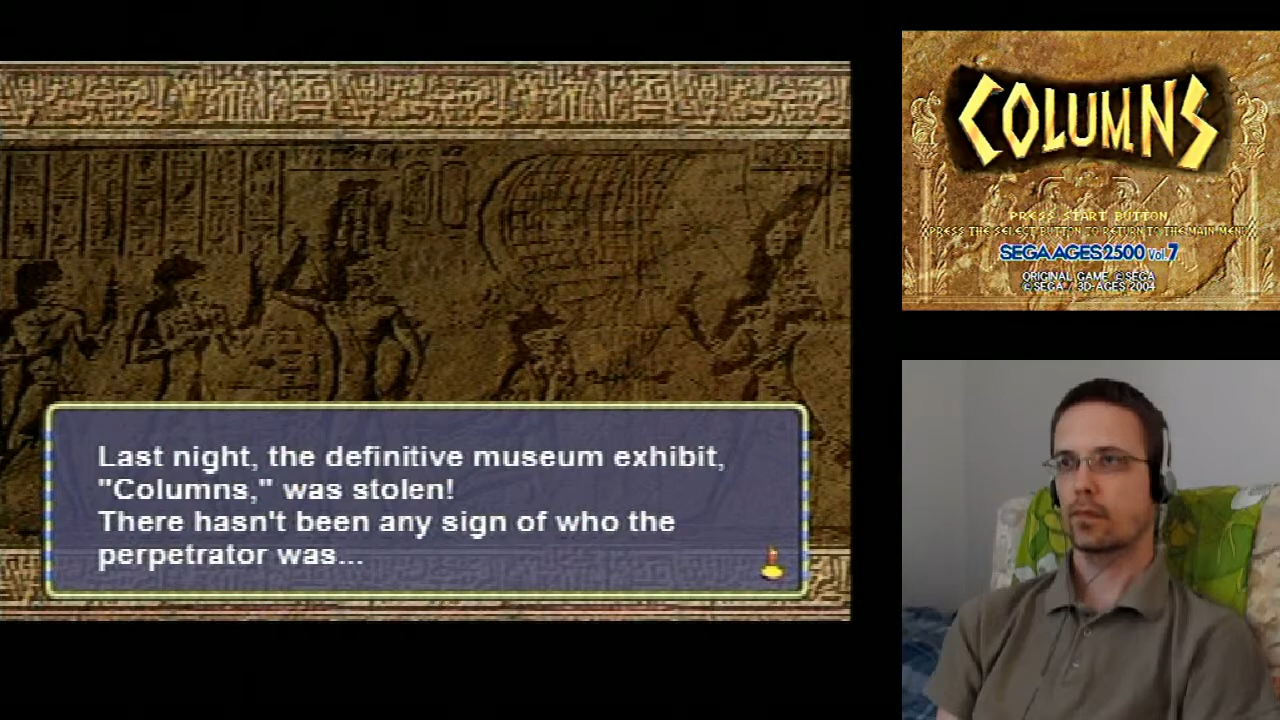 Last night, the definitive museum exhibit,
"Columns," was stolen!
There hasn't been any sign of who the
perpetrator was...
COLUMNS
PRESS START BUTTON
PRESS THE SELECT BUTTON TO RETURN TO THE MAIN MENU
SEGA AGES 2500 Vol.7
ORIGINAL GAME ©SEGA
©SEGA / 3D-AGES 2004